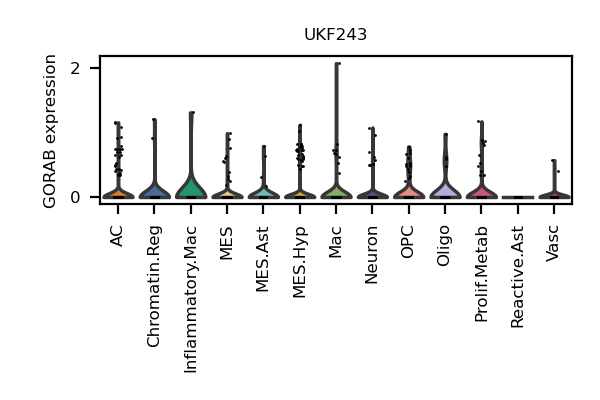 UKF243
GORAB expression
2
0
AC
Chromatin.Reg
Inflammatory.Mac
MES
MES.Ast
MES.Hyp
Mac
Neuron
OPC
Oligo
Prolif.Metab
Reactive.Ast
Vasc